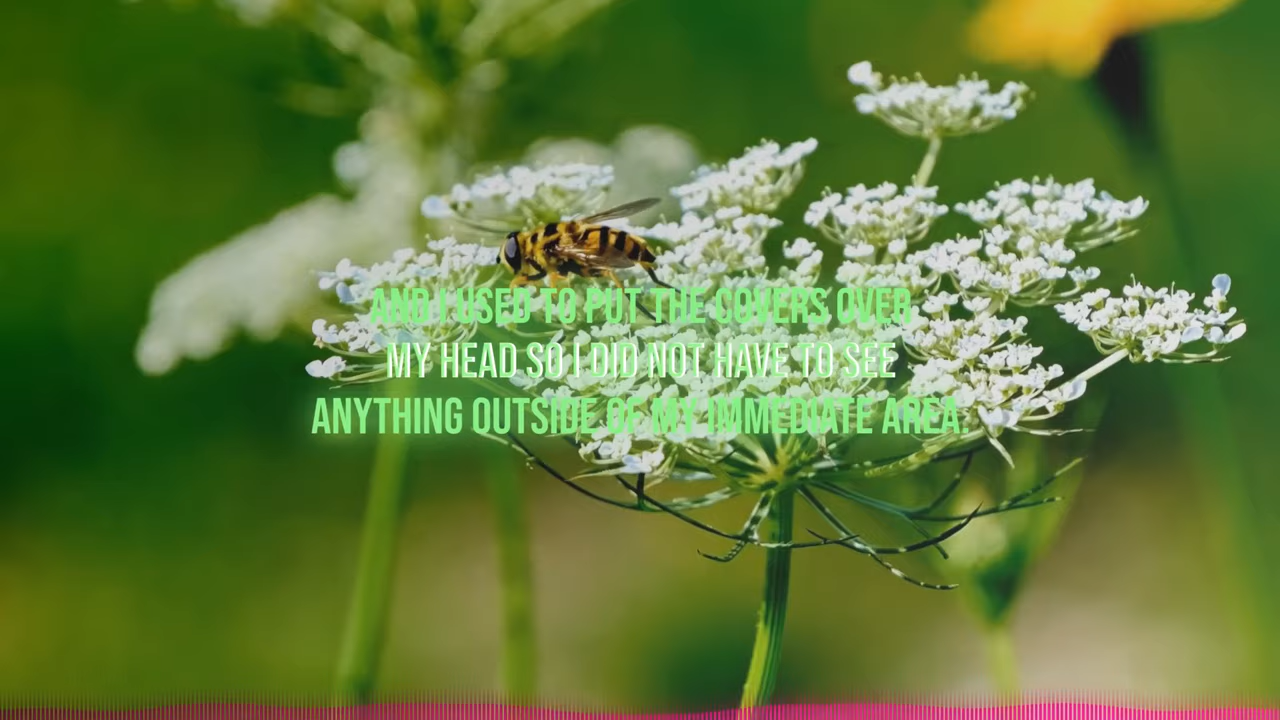 AND I USED TO PUT THE COVERS OVER
MY HEAD SO I DID NOT HAVE TO SEE
ANYTHING OUTSIDE OF MY IMMEDIATE AREA.